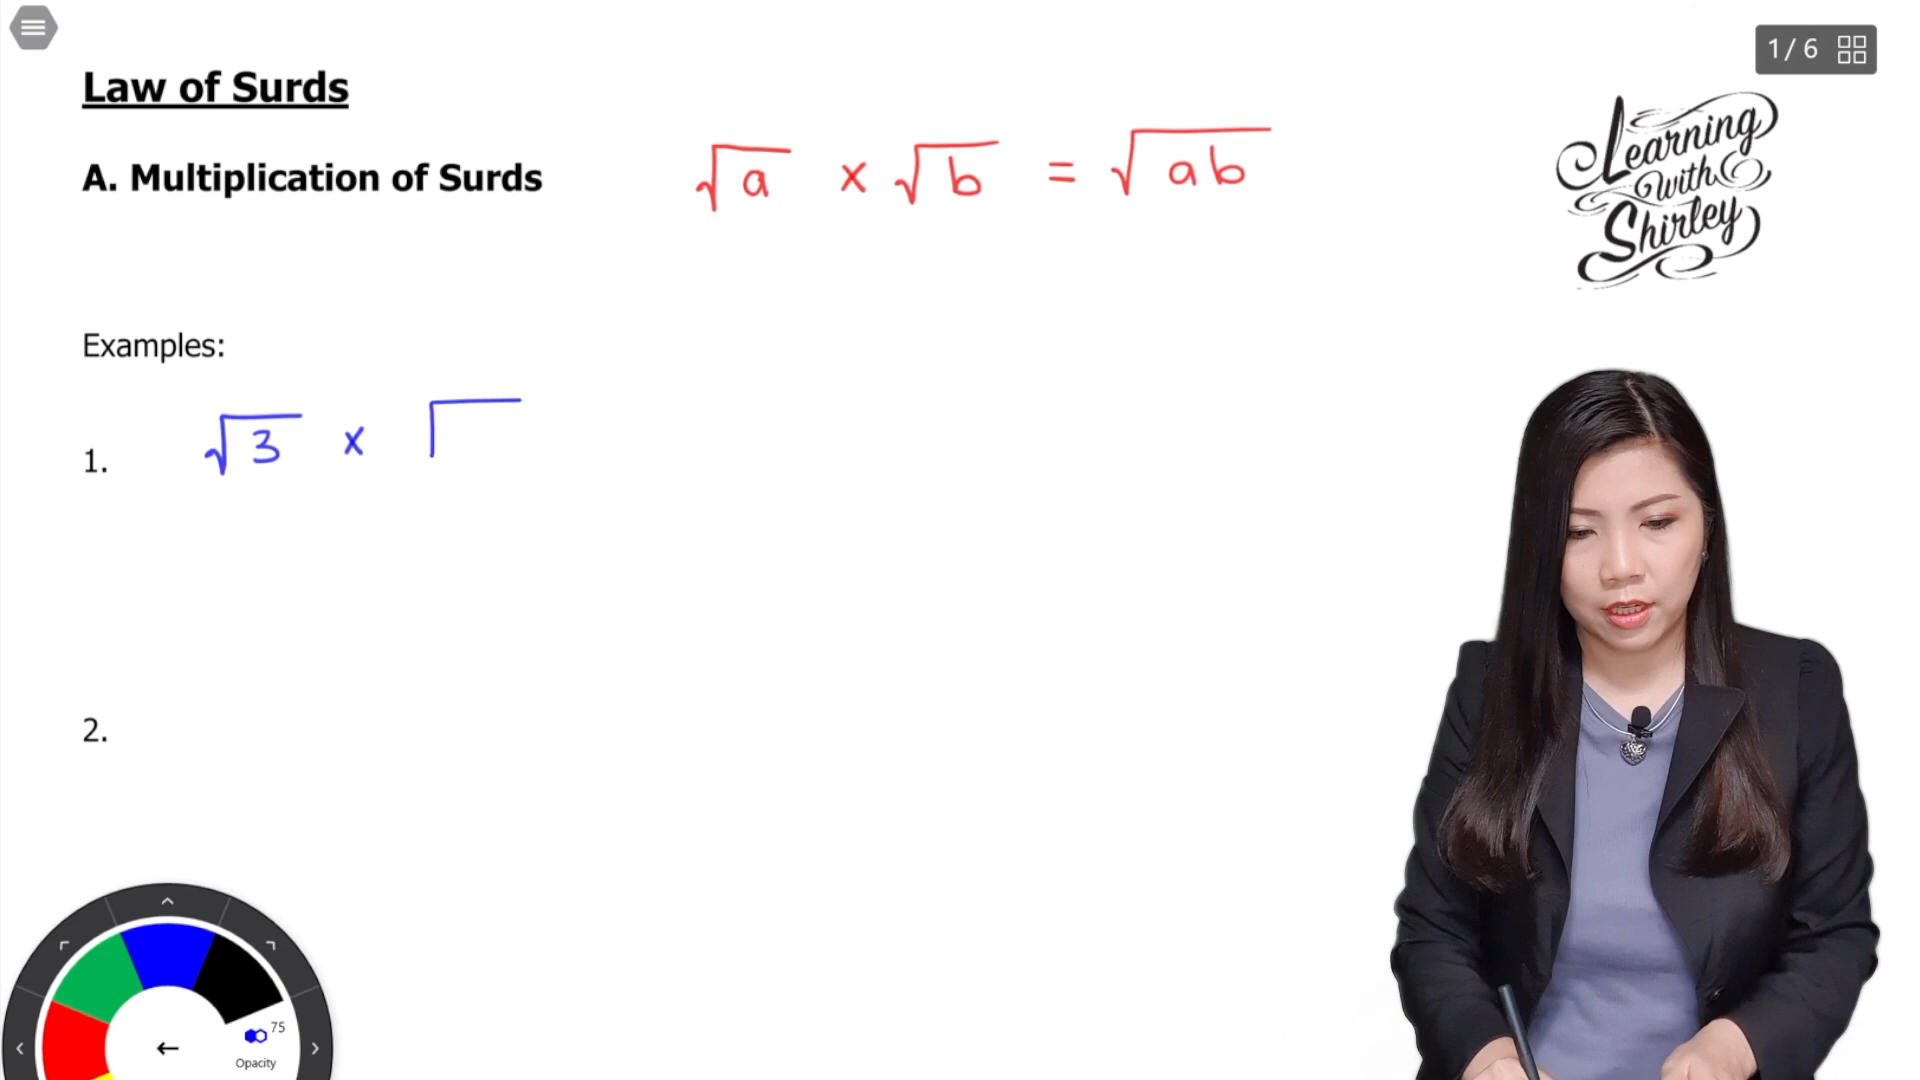 1 / 6
Law of Surds
A. Multiplication of Surds
√a × √b = √ab
Learning
with
Shirley
Examples:
1. √3 × √
2.
75
Opacity